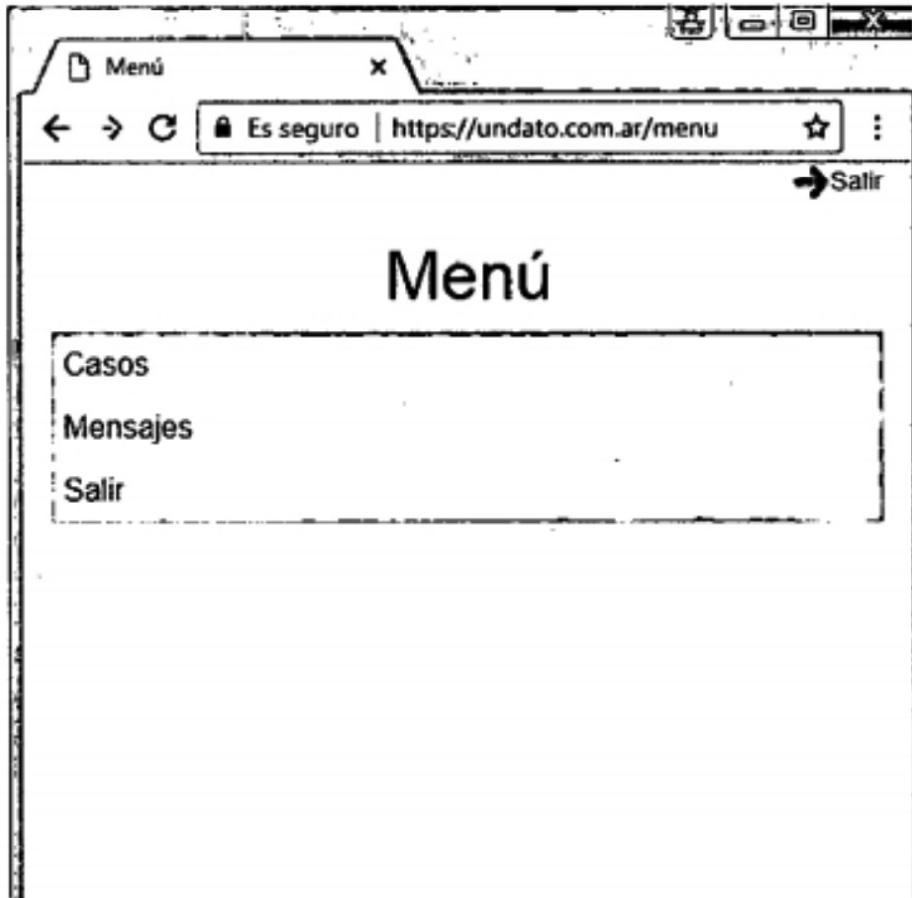 Menú
Es seguro | https://undato.com.ar/menu
Salir
Menú
Casos
Mensajes
Salir